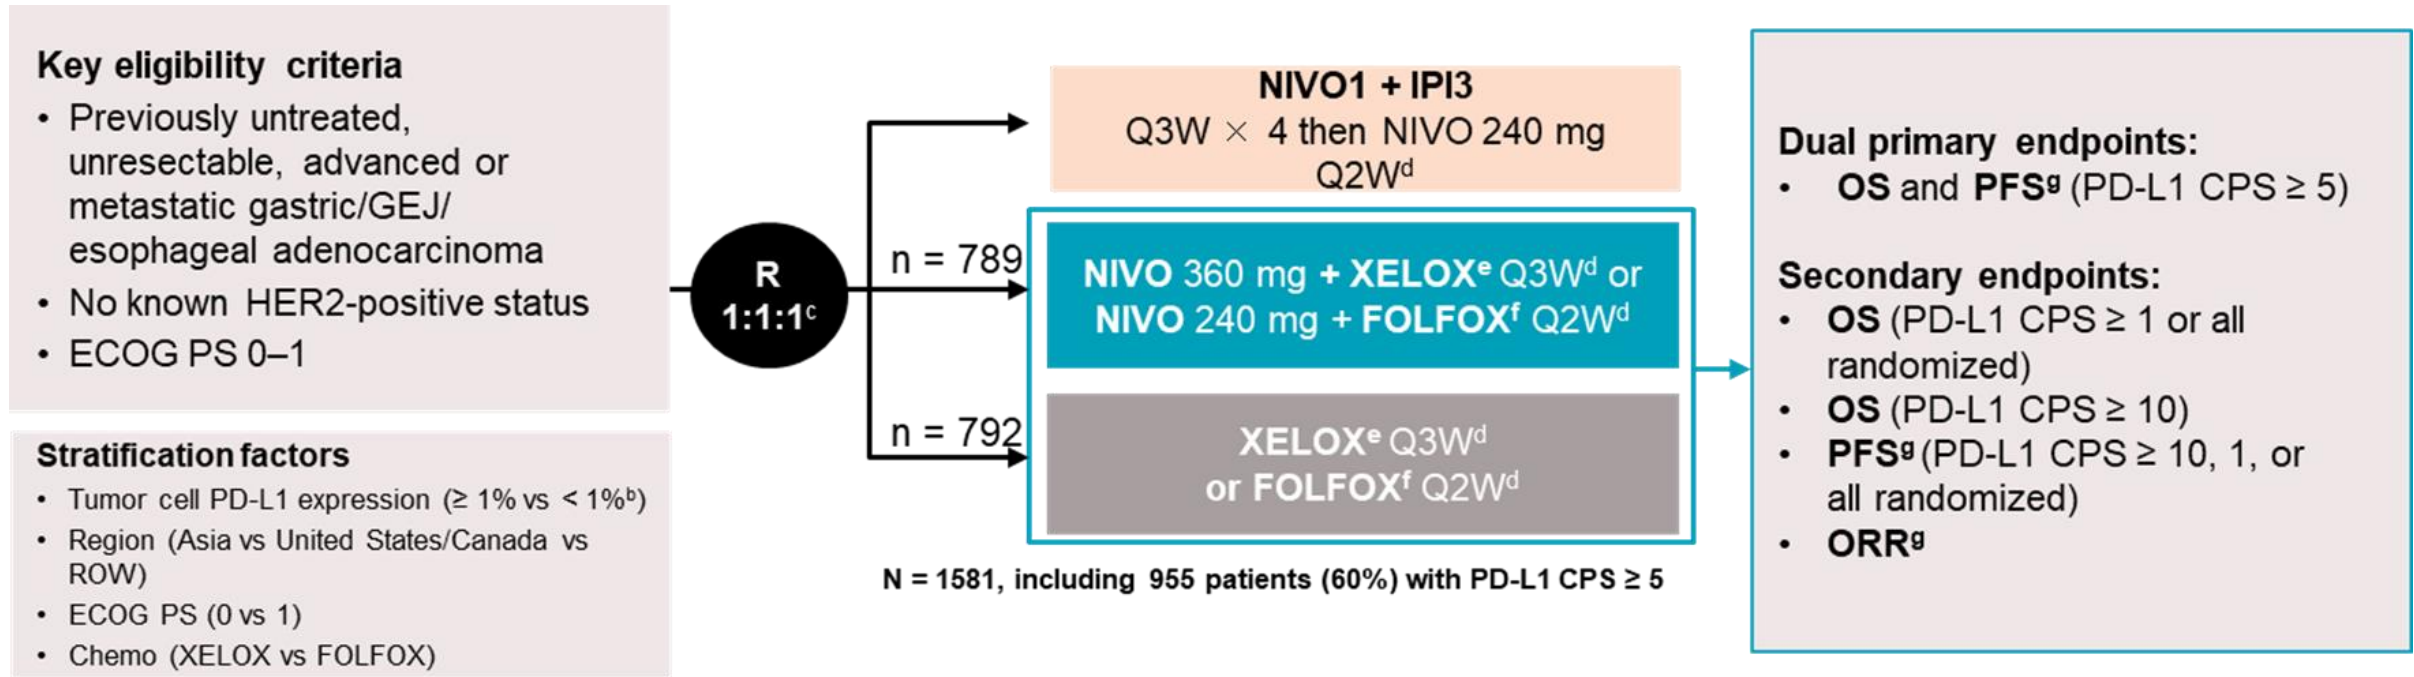 Key eligibility criteria
• Previously untreated,
unresectable, advanced or
metastatic gastric/GEJ/
esophageal adenocarcinoma
• No known HER2-positive status
• ECOG PS 0–1
Stratification factors
• Tumor cell PD-L1 expression (≥ 1% vs < 1%ᵇ)
• Region (Asia vs United States/Canada vs
ROW)
• ECOG PS (0 vs 1)
• Chemo (XELOX vs FOLFOX)
R
1:1:1ᶜ
n = 789
n = 792
NIVO1 + IPI3
Q3W × 4 then NIVO 240 mg
Q2Wᵈ
NIVO 360 mg + XELOXᵉ Q3Wᵈ or
NIVO 240 mg + FOLFOXᶠ Q2Wᵈ
XELOXᵉ Q3Wᵈ
or FOLFOXᶠ Q2Wᵈ
N = 1581, including 955 patients (60%) with PD-L1 CPS ≥ 5
Dual primary endpoints:
• OS and PFSᵍ (PD-L1 CPS ≥ 5)
Secondary endpoints:
• OS (PD-L1 CPS ≥ 1 or all
randomized)
• OS (PD-L1 CPS ≥ 10)
• PFSᵍ (PD-L1 CPS ≥ 10, 1, or
all randomized)
• ORRᵍ